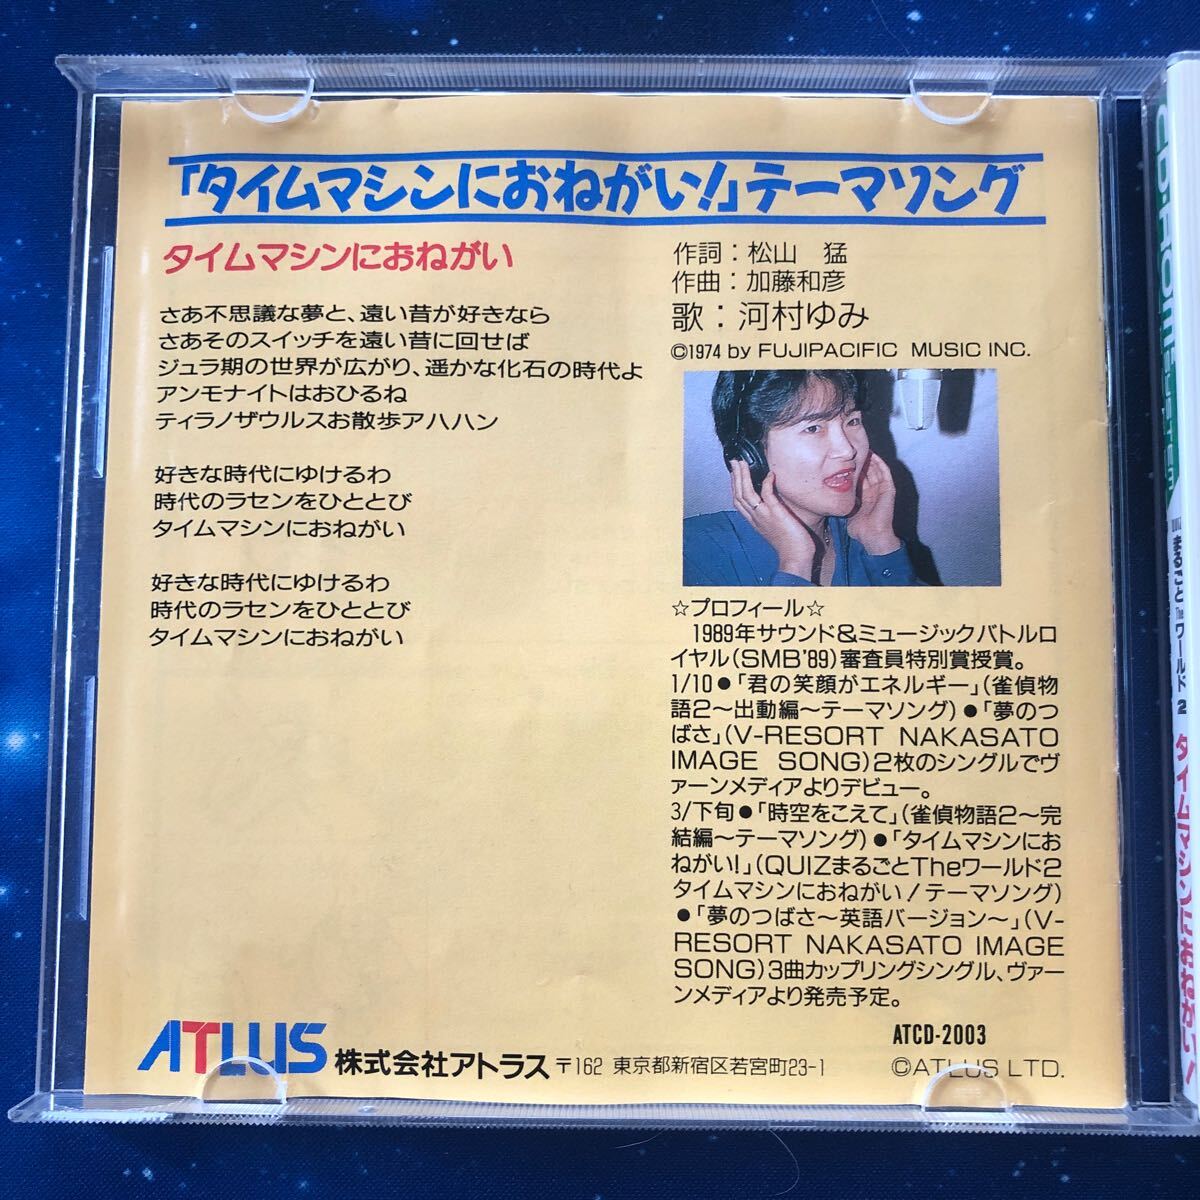 「タイムマシンにおねがい!」テーマソング
タイムマシンにおねがい
さあ不思議な夢と、遠い昔が好きなら
さあそのスイッチを遠い昔に回せば
ジュラ期の世界が広がり、遥かな化石の時代よ
アンモナイトはおひるね
ティラノザウルスお散歩アハハン
好きな時代にゆけるわ
時代のラセンをひととび
タイムマシンにおねがい
好きな時代にゆけるわ
時代のラセンをひととび
タイムマシンにおねがい
作詞：松山 猛
作曲：加藤和彦
歌：河村ゆみ
©1974 by FUJIPACIFIC MUSIC INC.
☆プロフィール☆
1989年サウンド&ミュージックバトルロ
イヤル(SMB'89)審査員特別賞授賞。
1/10●「君の笑顔がエネルギー」(雀偵物
語2〜出動編〜テーマソング)●「夢のつ
ばさ」(V-RESORT NAKASATO
IMAGE SONG)2枚のシングルでヴ
ァーンメディアよりデビュー。
3/下旬●「時空をこえて」(雀偵物語2〜完
結編〜テーマソング)●「タイムマシンにお
ねがい!」(QUIZまるごとTheワールド2
タイムマシンにおねがい!テーマソング)
●「夢のつばさ〜英語バージョン〜」(V-
RESORT NAKASATO IMAGE
SONG)3曲カップリングシングル、ヴァー
ンメディアより発売予定。
ATLUS 株式会社アトラス 〒162 東京都新宿区若宮町23-1
ATCD-2003
©ATLUS LTD.
まるごと Theワールド 2 タイムマシンにおねがい!